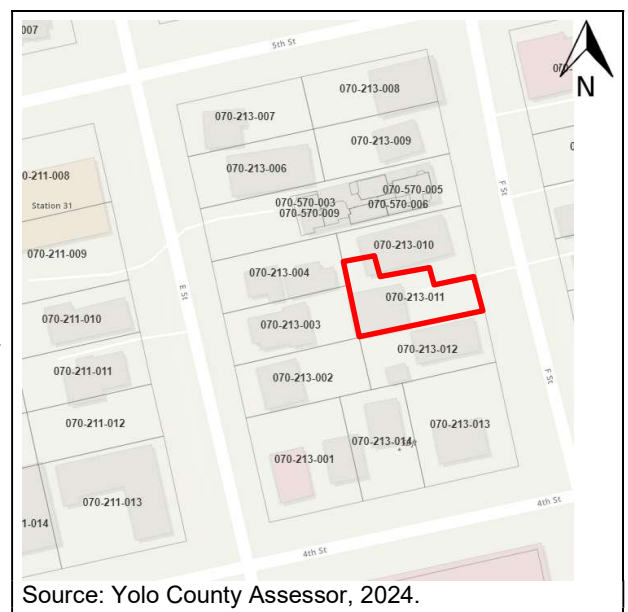 007
5th St
N
070-213-008
070-213-007
070-213-009
070-213-006
0-211-008
Station 31
070-570-005
070-570-003
070-570-006
070-570-009
F St
070-213-010
070-211-009
070-213-004
E St
070-213-011
070-211-010
070-213-003
070-213-012
070-211-011
070-213-002
F St
070-211-012
070-213-013
070-213-014
070-213-001
070-211-013
4th St
1-014
4th St
Source: Yolo County Assessor, 2024.